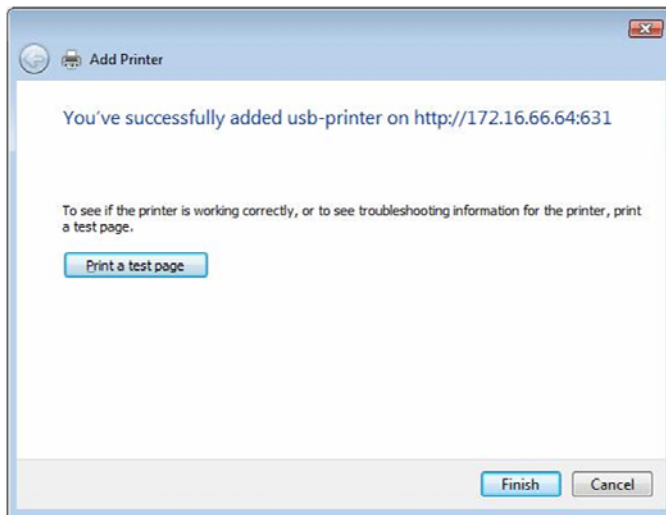 Add Printer
You've successfully added usb-printer on http://172.16.66.64:631
To see if the printer is working correctly, or to see troubleshooting information for the printer, print
a test page.
Print a test page
Finish Cancel